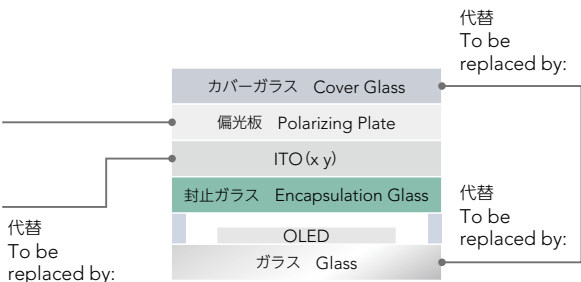 代替
To be
replaced by:
カバーガラス Cover Glass
偏光板 Polarizing Plate
ITO(x y)
封止ガラス Encapsulation Glass
OLED
ガラス Glass
代替
To be
replaced by:
代替
To be
replaced by: